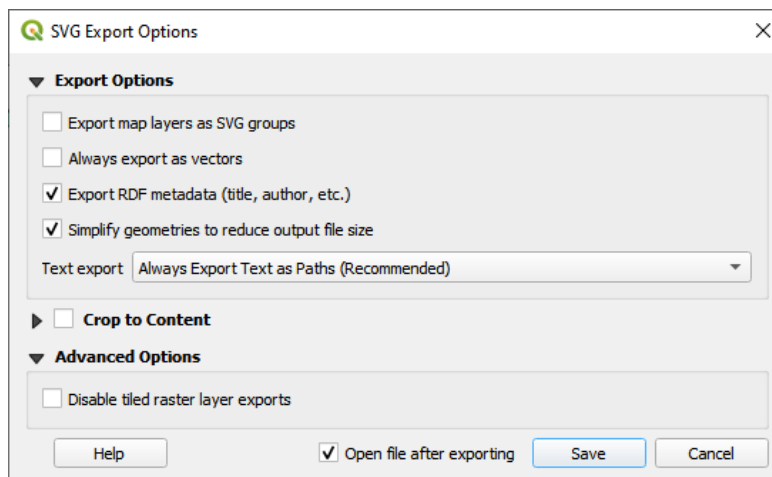 SVG Export Options
Export Options
Export map layers as SVG groups
Always export as vectors
Export RDF metadata (title, author, etc.)
Simplify geometries to reduce output file size
Text export Always Export Text as Paths (Recommended)
Crop to Content
Advanced Options
Disable tiled raster layer exports
Help Open file after exporting Save Cancel